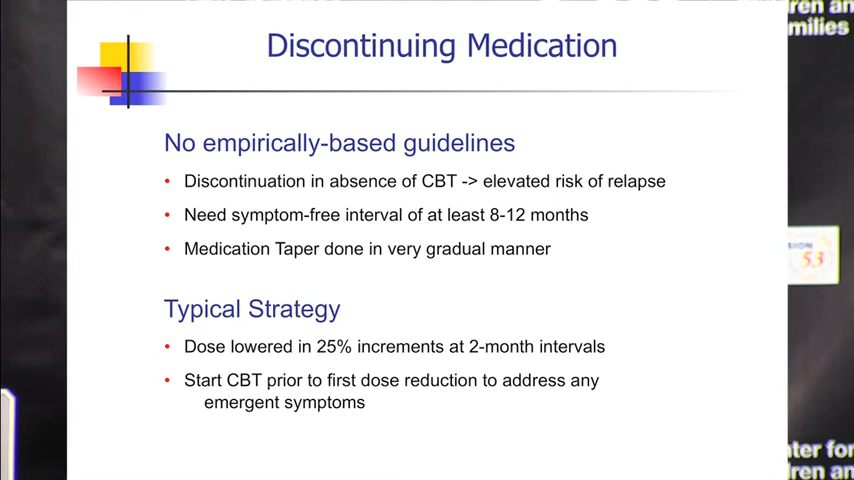 ren an
milies
Discontinuing Medication
No empirically-based guidelines
• Discontinuation in absence of CBT -> elevated risk of relapse
• Need symptom-free interval of at least 8-12 months
• Medication Taper done in very gradual manner
SION
53
Typical Strategy
• Dose lowered in 25% increments at 2-month intervals
• Start CBT prior to first dose reduction to address any
emergent symptoms
ter for
dren an